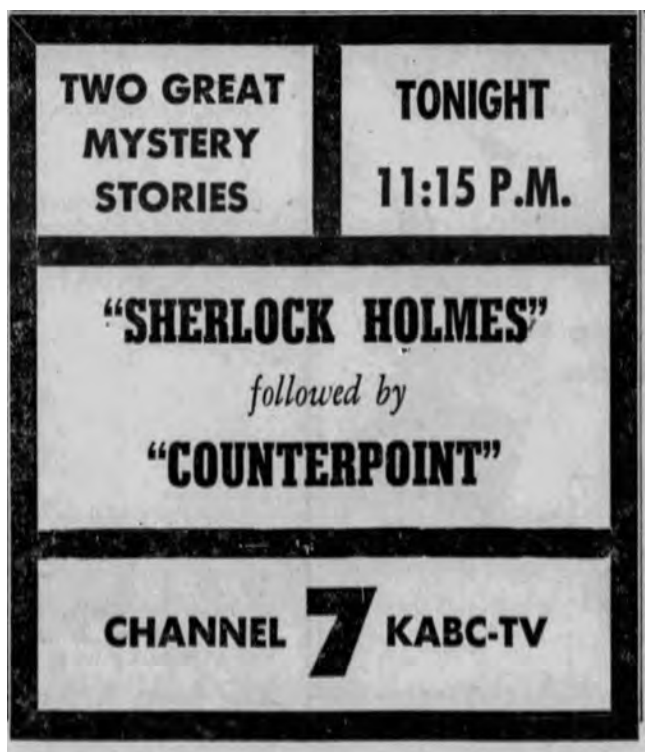 TWO GREAT
MYSTERY
STORIES
TONIGHT
11:15 P.M.
“SHERLOCK HOLMES”
followed by
“COUNTERPOINT”
CHANNEL 7 KABC-TV